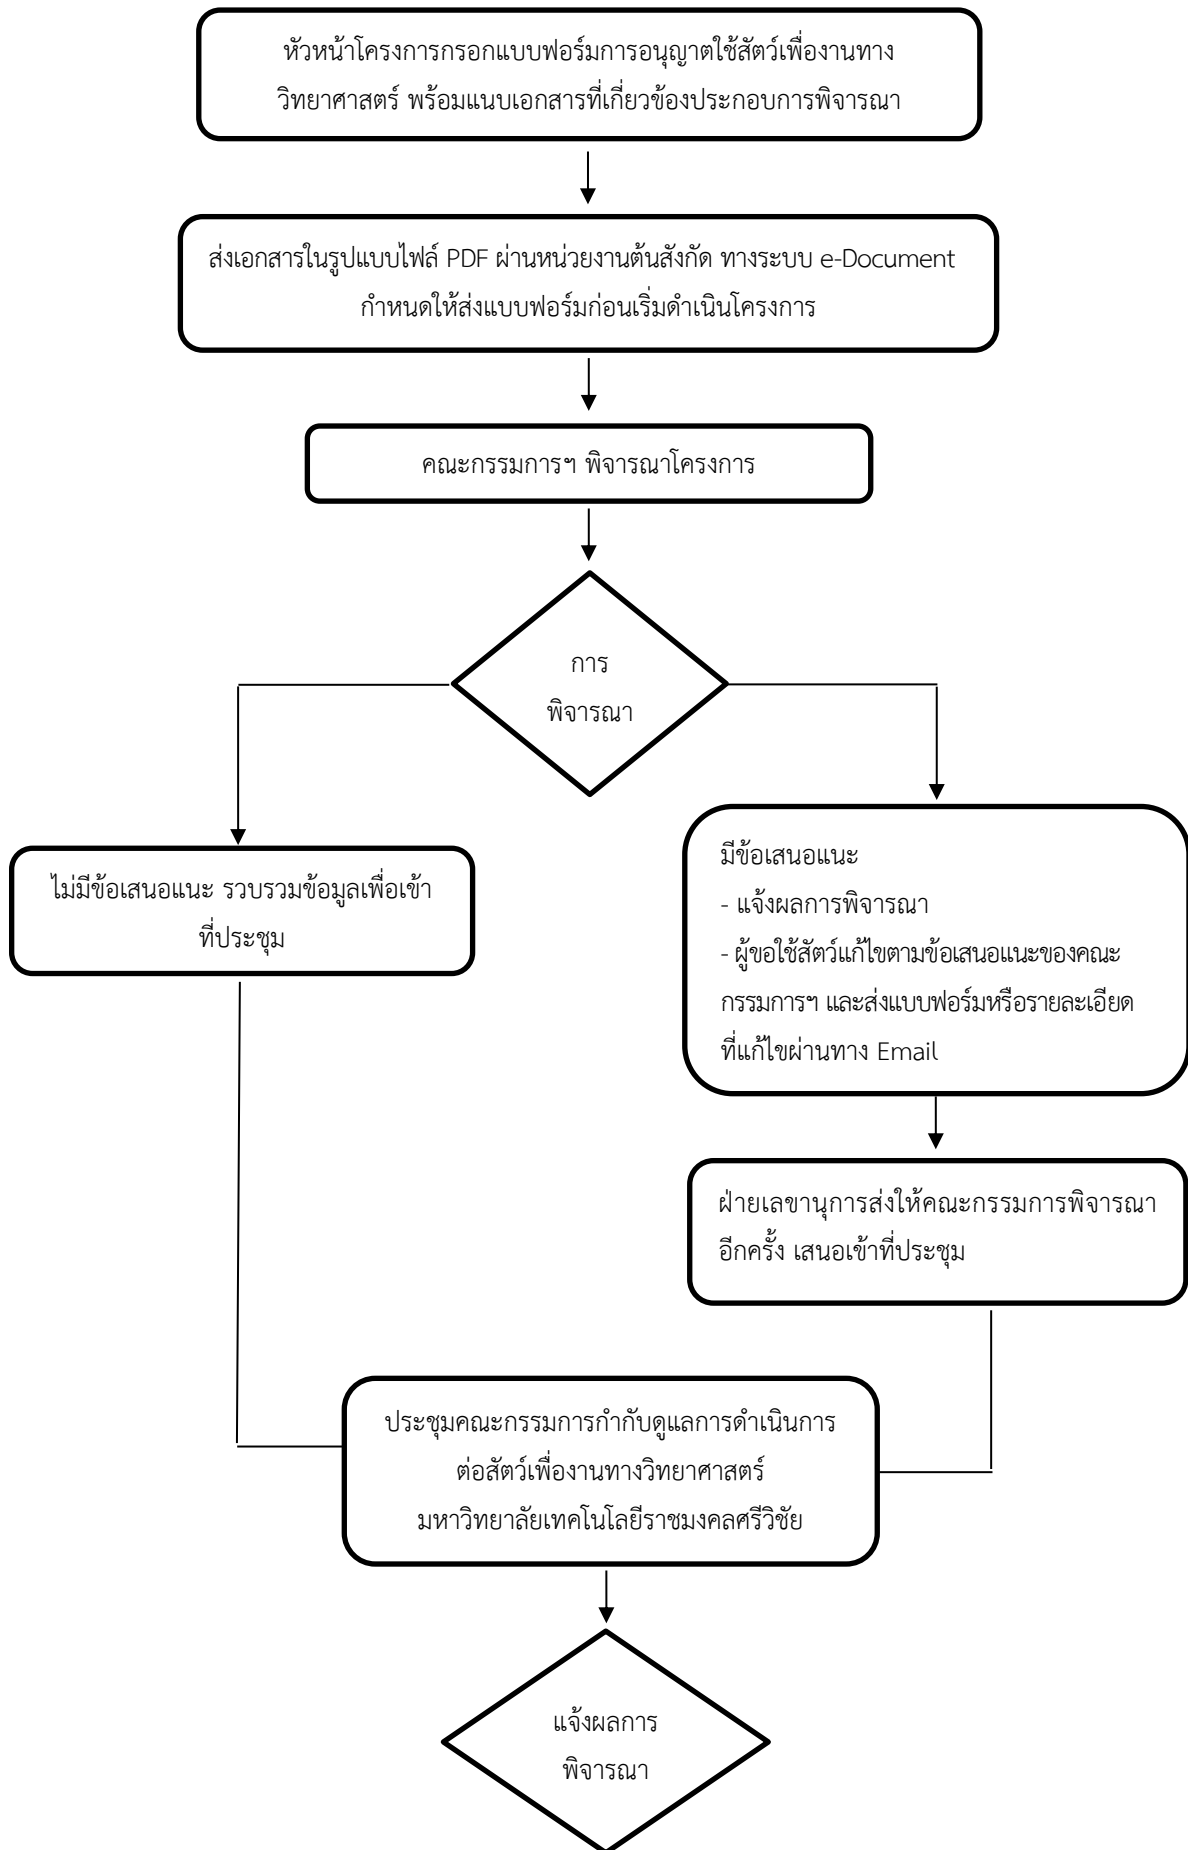 หัวหน้าโครงการกรอกแบบฟอร์มการอนุญาตใช้สัตว์เพื่องานทาง
วิทยาศาสตร์ พร้อมแนบเอกสารที่เกี่ยวข้องประกอบการพิจารณา
ส่งเอกสารในรูปแบบไฟล์ PDF ผ่านหน่วยงานต้นสังกัด ทางระบบ e-Document
กำหนดให้ส่งแบบฟอร์มก่อนเริ่มดำเนินโครงการ
คณะกรรมการฯ พิจารณาโครงการ
การ
พิจารณา
ไม่มีข้อเสนอแนะ รวบรวมข้อมูลเพื่อเข้า
ที่ประชุม
มีข้อเสนอแนะ
- แจ้งผลการพิจารณา
- ผู้ขอใช้สัตว์แก้ไขตามข้อเสนอแนะของคณะ
กรรมการฯ และส่งแบบฟอร์มหรือรายละเอียด
ที่แก้ไขผ่านทาง Email
ฝ่ายเลขานุการส่งให้คณะกรรมการพิจารณา
อีกครั้ง เสนอเข้าที่ประชุม
ประชุมคณะกรรมการกำกับดูแลการดำเนินการ
ต่อสัตว์เพื่องานทางวิทยาศาสตร์
มหาวิทยาลัยเทคโนโลยีราชมงคลศรีวิชัย
แจ้งผลการ
พิจารณา